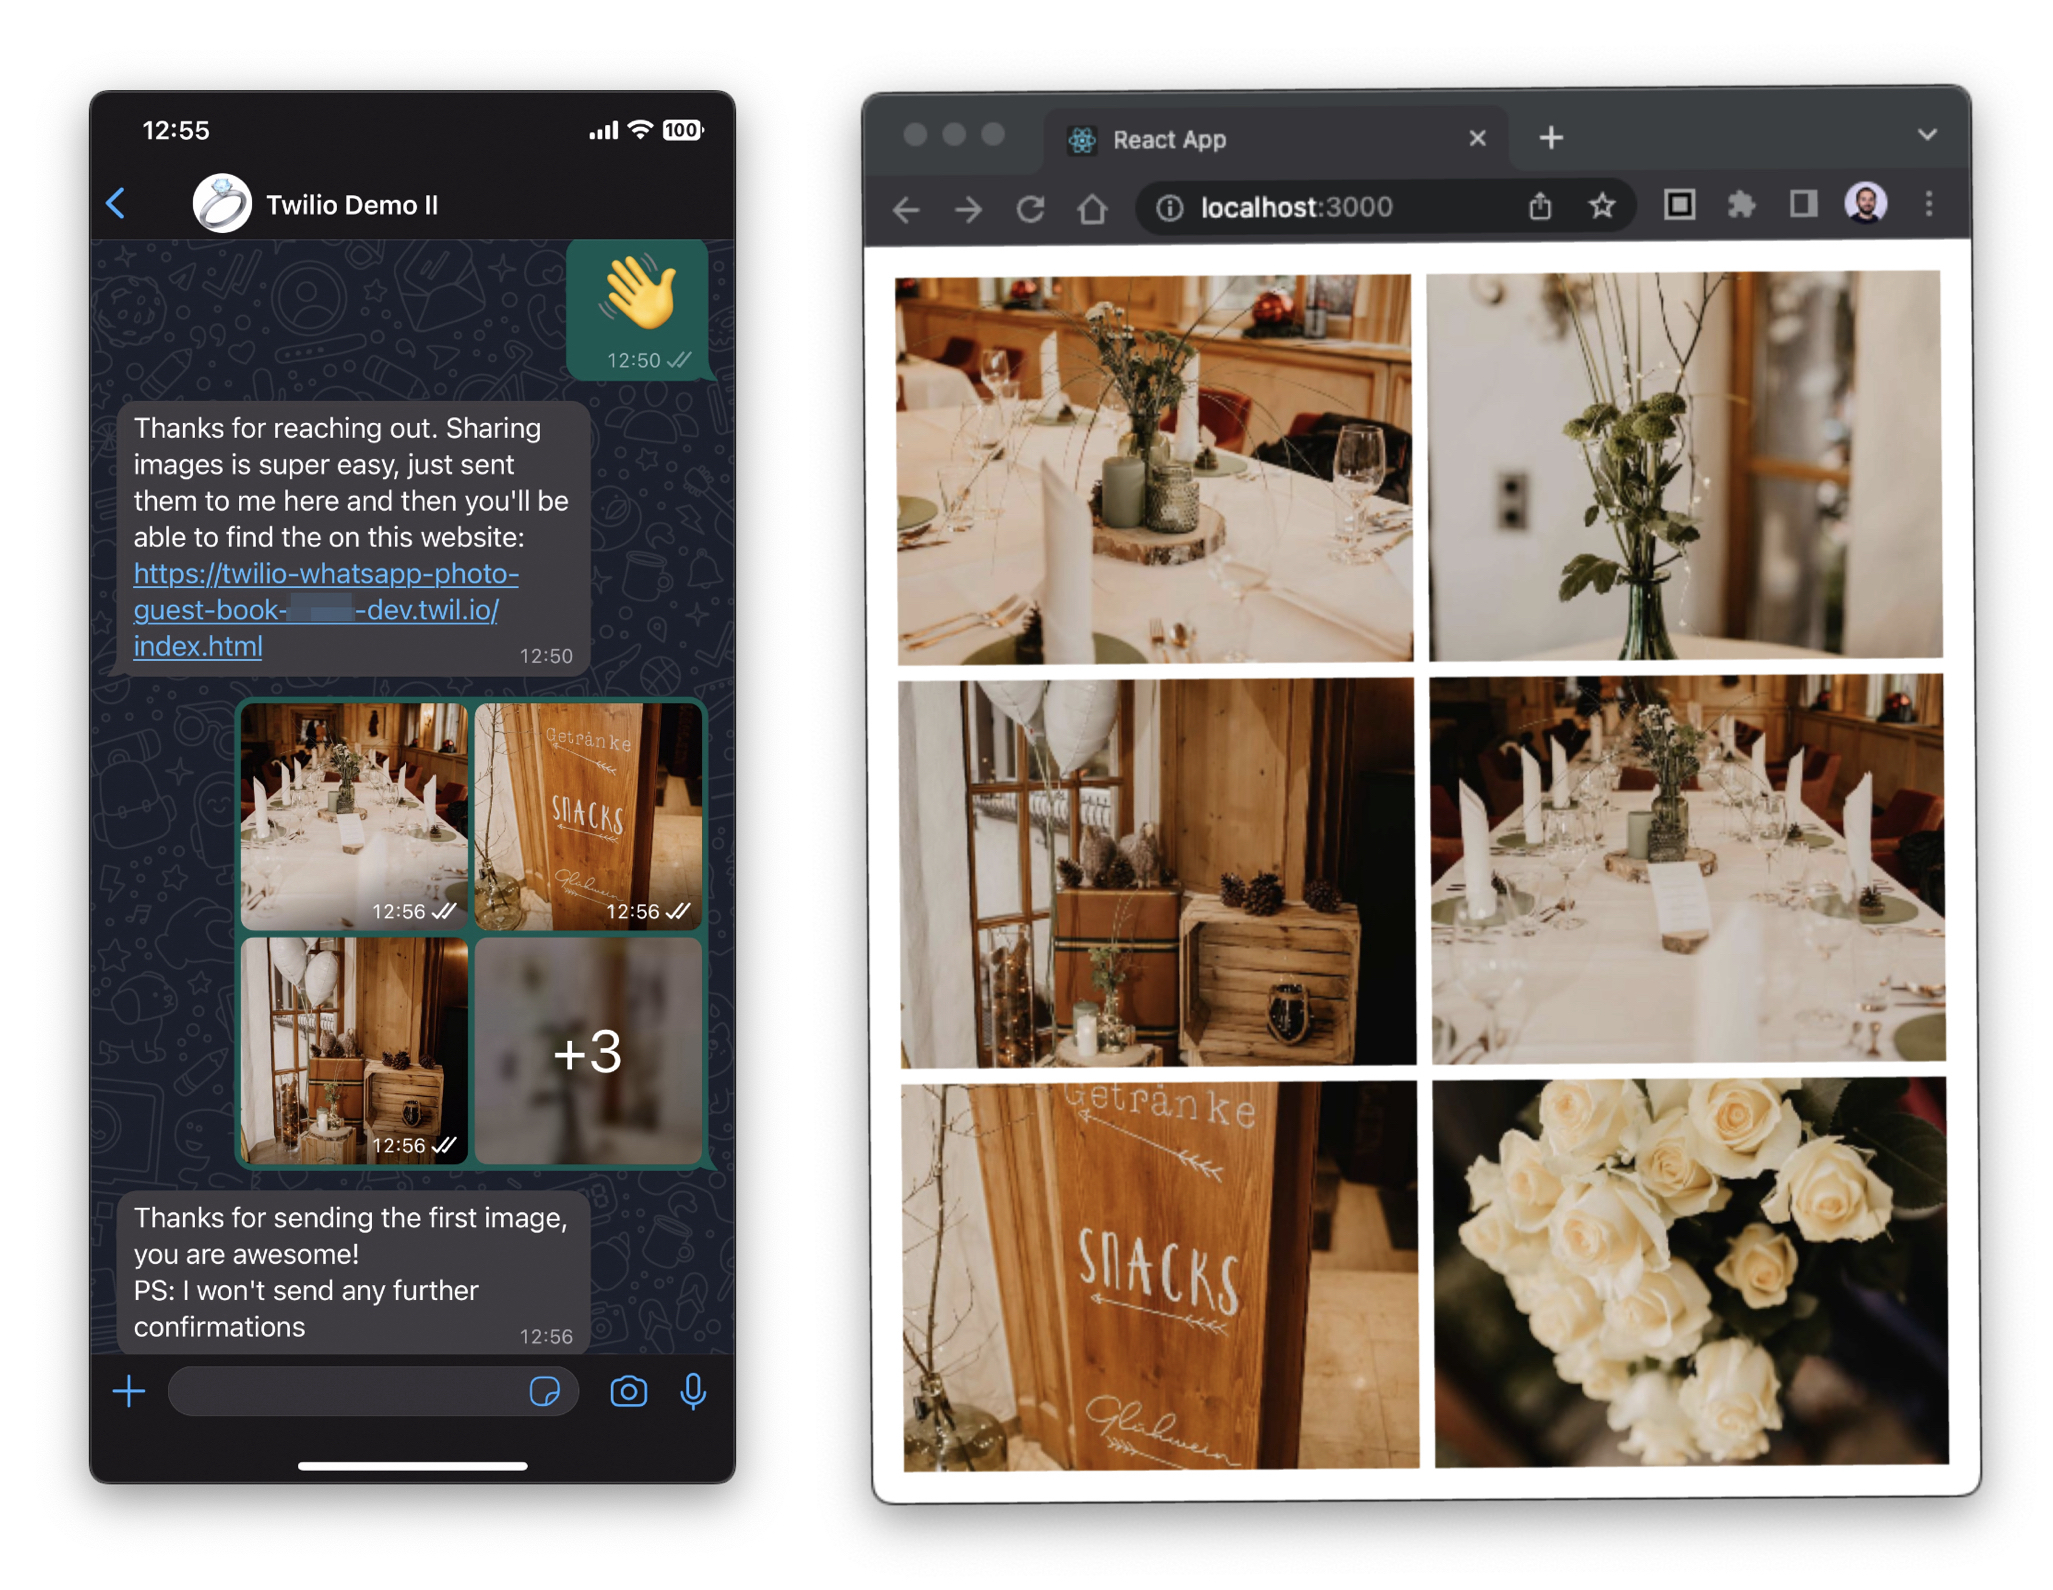 12:55
100
Twilio Demo II
12:50
Thanks for reaching out. Sharing
images is super easy, just sent
them to me here and then you'll be
able to find the on this website:
https://twilio-whatsapp-photo-
guest-book- -dev.twil.io/
index.html
12:50
Getränke
SNACKS
Glühwein
12:56
12:56
12:56
+3
Thanks for sending the first image,
you are awesome!
PS: I won't send any further
confirmations
12:56
React App
localhost:3000
Getränke
SNACKS
Glühwein